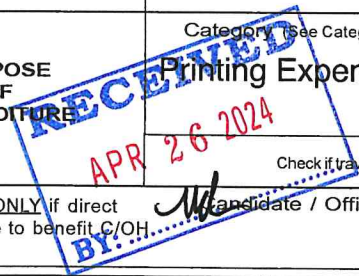 Category (See Categ
POSE
F
DITURE
Printing Exper
RECEIVED
APR 26 2024
Check if trav
ONLY if direct
e to benefit C/OH
andidate / Offi
BY: